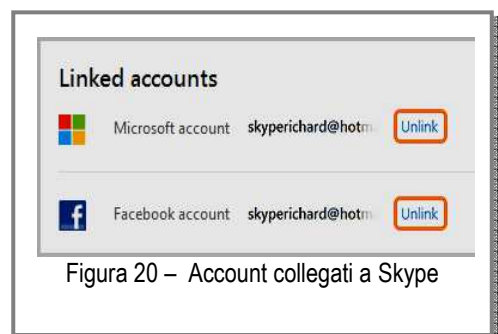 Linked accounts
Microsoft account skyperichard@hotm Unlink
Facebook account skyperichard@hotm Unlink
Figura 20 – Account collegati a Skype